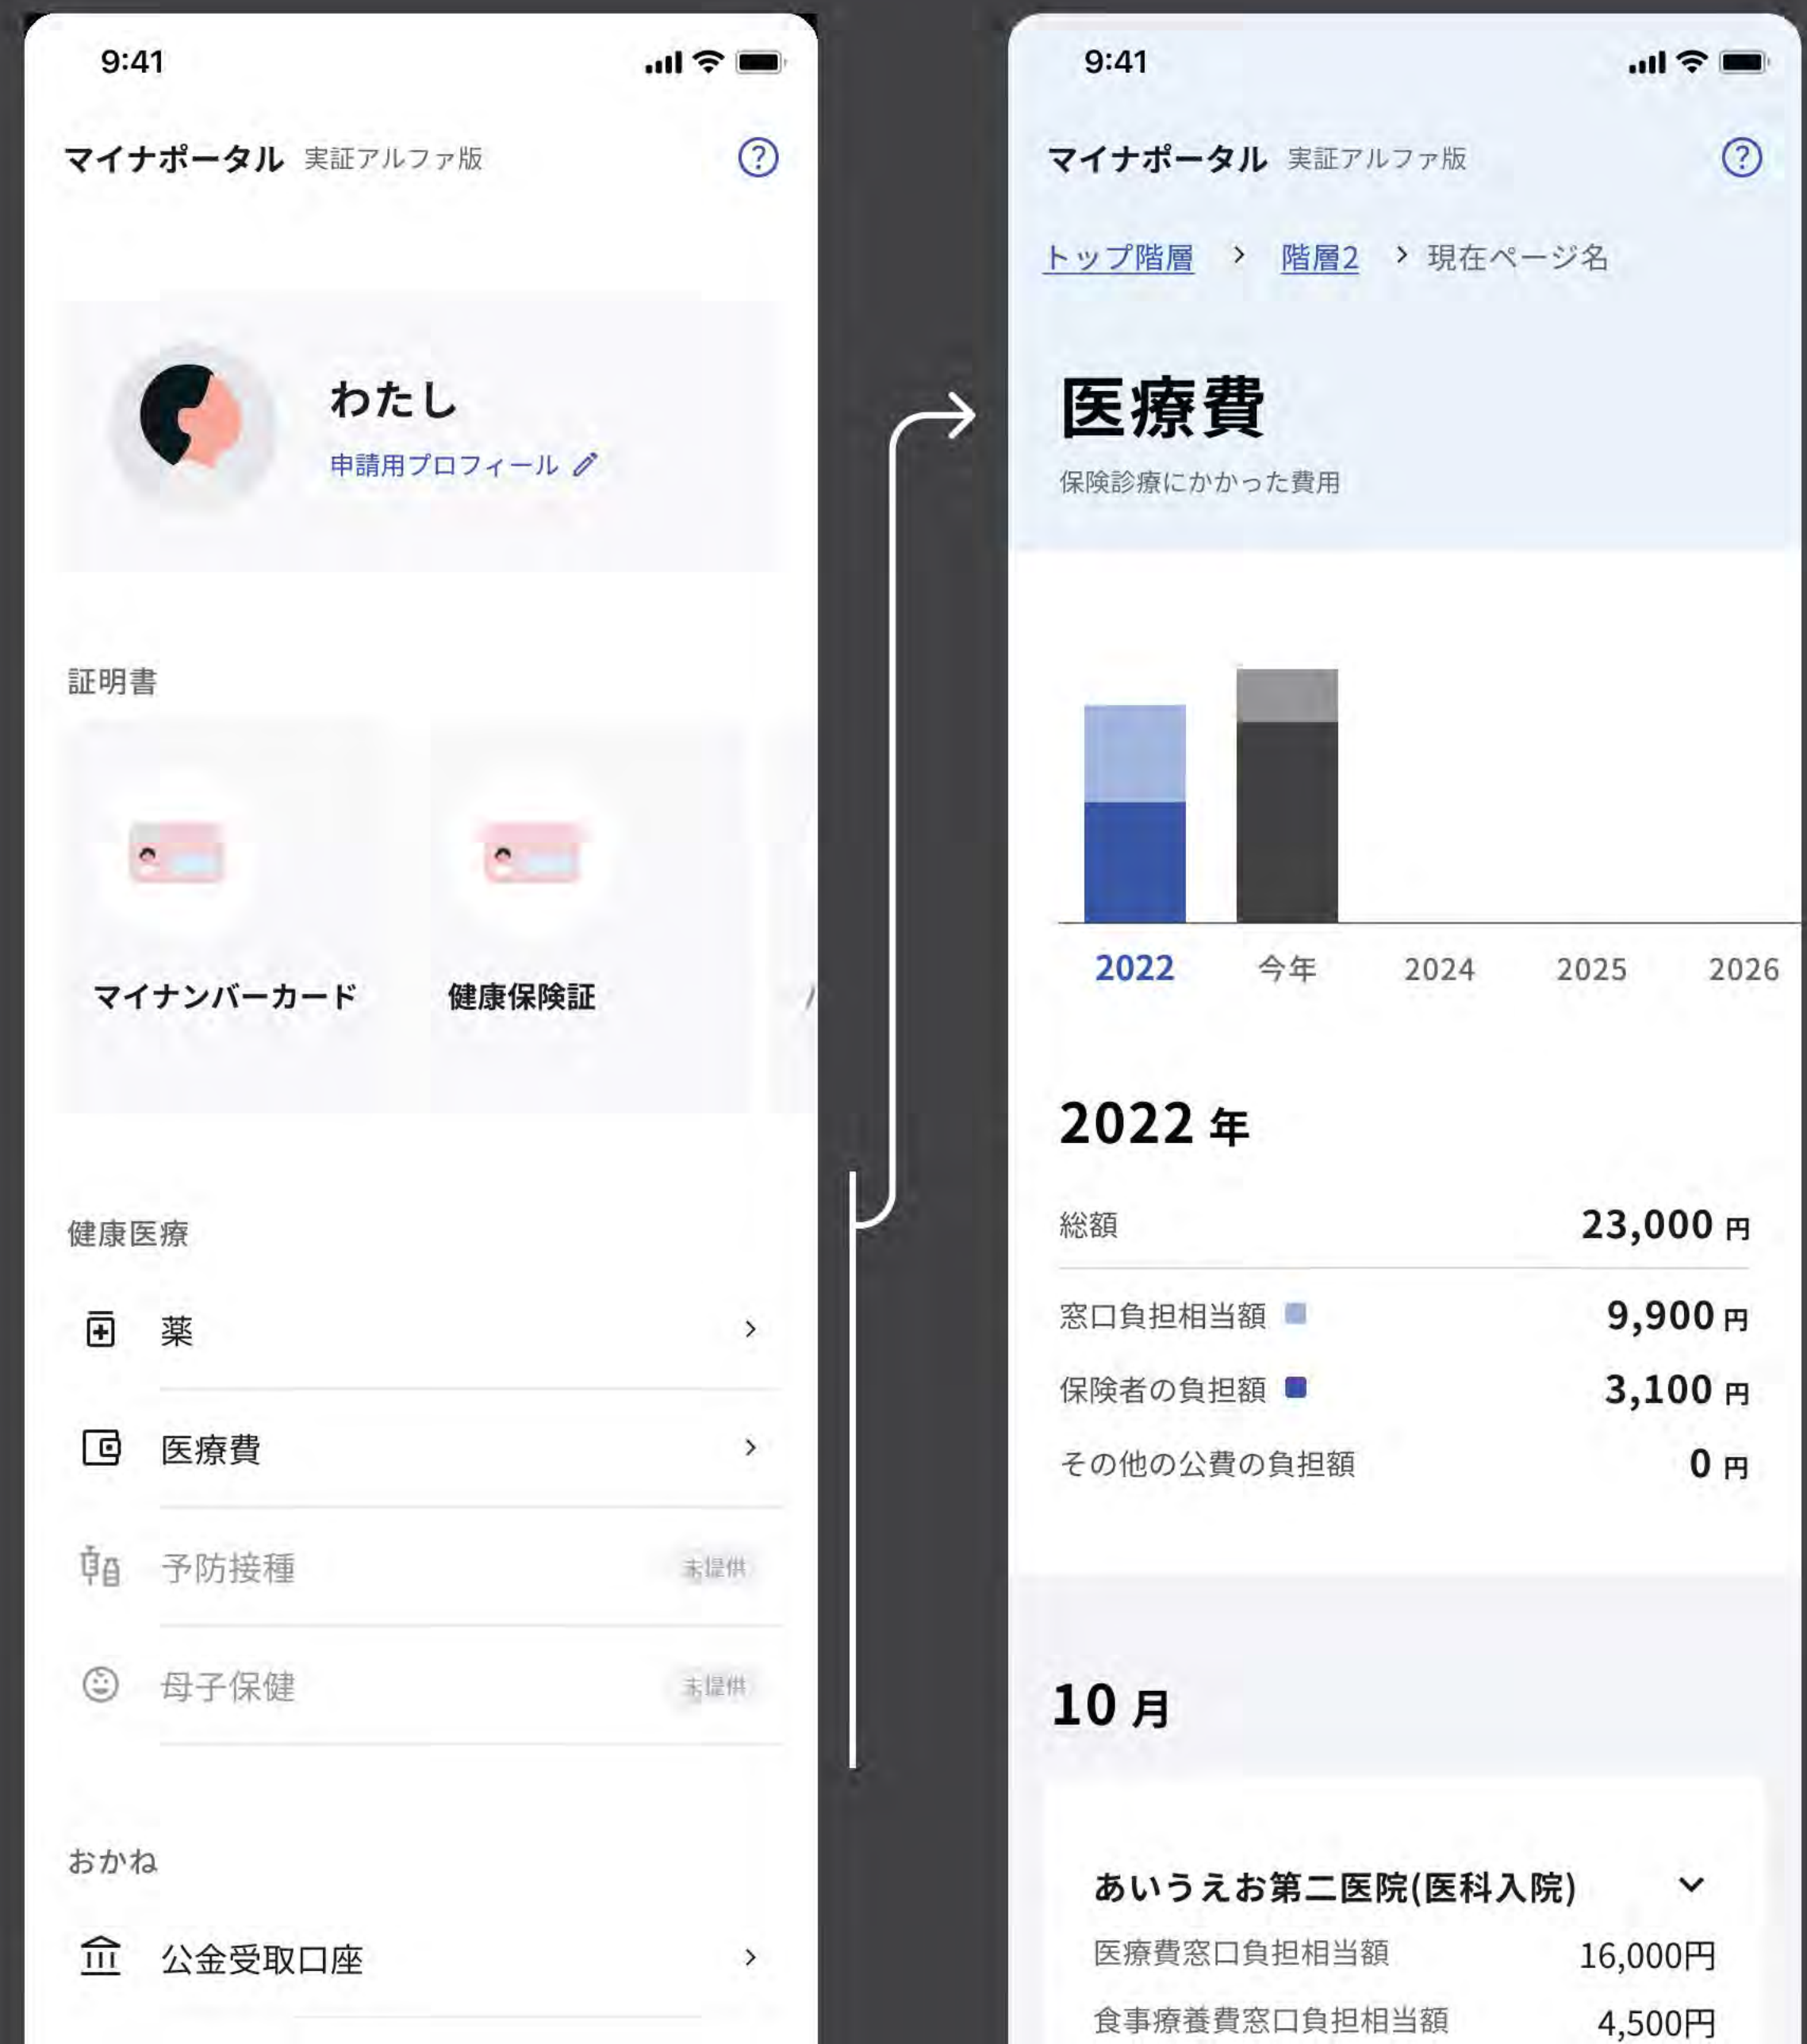 9:41
マイナポータル 実証アルファ版
わたし
申請用プロフィール
証明書
マイナンバーカード
健康保険証
健康医療
薬
医療費
予防接種 未提供
母子保健 未提供
おかね
公金受取口座
9:41
マイナポータル 実証アルファ版
トップ階層 > 階層2 > 現在ページ名
医療費
保険診療にかかった費用
2022 今年 2024 2025 2026
2022 年
総額 23,000 円
窓口負担相当額 9,900 円
保険者の負担額 3,100 円
その他の公費の負担額 0 円
10 月
あいうえお第二医院(医科入院)
医療費窓口負担相当額 16,000円
食事療養費窓口負担相当額 4,500円